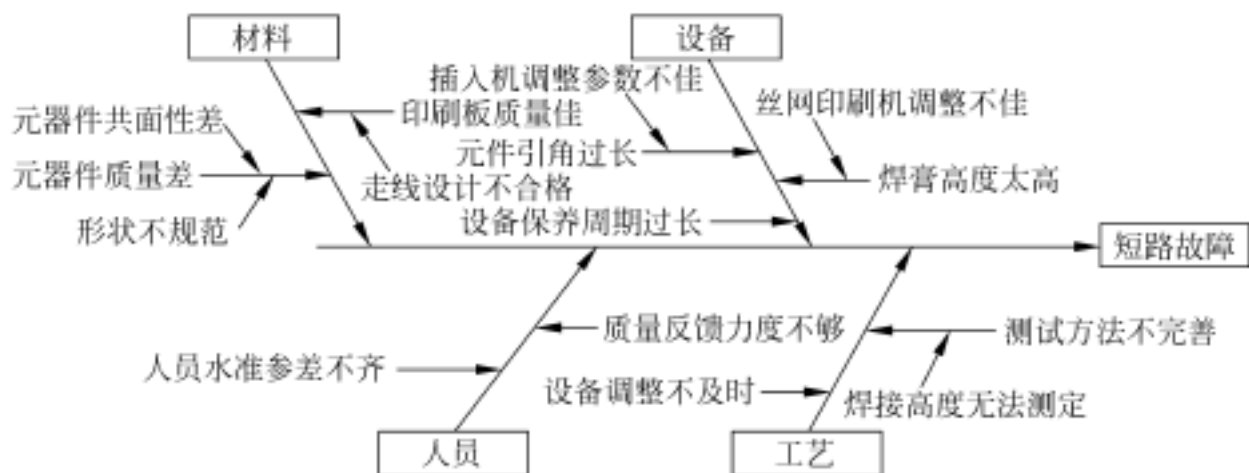 材料
设备
插入机调整参数不佳
丝网印刷机调整不佳
元器件共面性差
印刷板质量佳
元件引角过长
元器件质量差
走线设计不合格
焊膏高度太高
形状不规范
设备保养周期过长
短路故障
质量反馈力度不够
测试方法不完善
人员水准参差不齐
设备调整不及时
焊接高度无法测定
人员
工艺